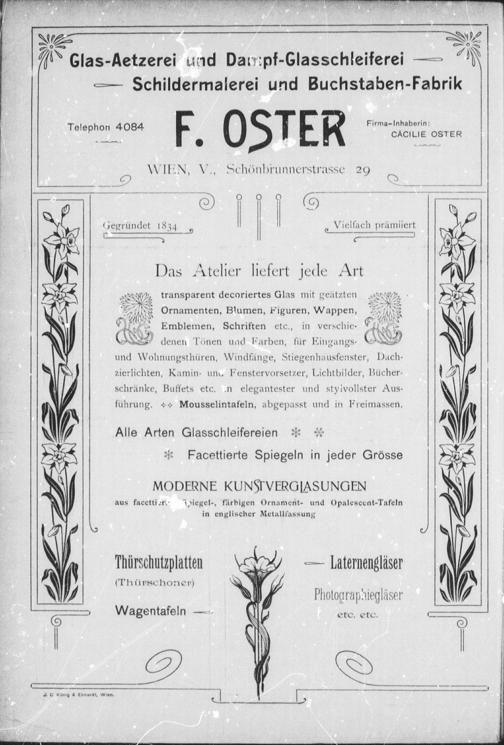 Glas-Aetzerei und Dampf-Glasschleiferei
Schildermalerei und Buchstaben-Fabrik
Telephon 4084
F. OSTER
Firma-Inhaberin:
CÄCILIE OSTER
WIEN, V., Schönbrunnerstrasse 29
Gegründet 1834
Vielfach prämiiert
Das Atelier liefert jede Art
transparent decoriertes Glas mit geätzten
Ornamenten, Blumen, Figuren, Wappen,
Emblemen, Schriften etc., in verschie-
denen Tönen und Farben, für Eingangs-
und Wohnungsthüren, Windfänge, Stiegenhausfenster, Dach-
zierlichten, Kamin- und Fenstervorsetzer, Lichtbilder, Bücher-
schränke, Buffets etc. in elegantester und stylvollster Aus-
führung. Mousselintafeln, abgepasst und in Freimassen.
Alle Arten Glasschleifereien
Facettierte Spiegeln in jeder Grösse
MODERNE KUNSTVERGLASUNGEN
aus facettierten Spiegel-, färbigen Ornament- und Opalescent-Tafeln
in englischer Metallfassung
Thürschutzplatten
(Thürschoner)
Wagentafeln
Laternengläser
Photographiegläser
etc. etc.
König & Ebhardt, Wien.